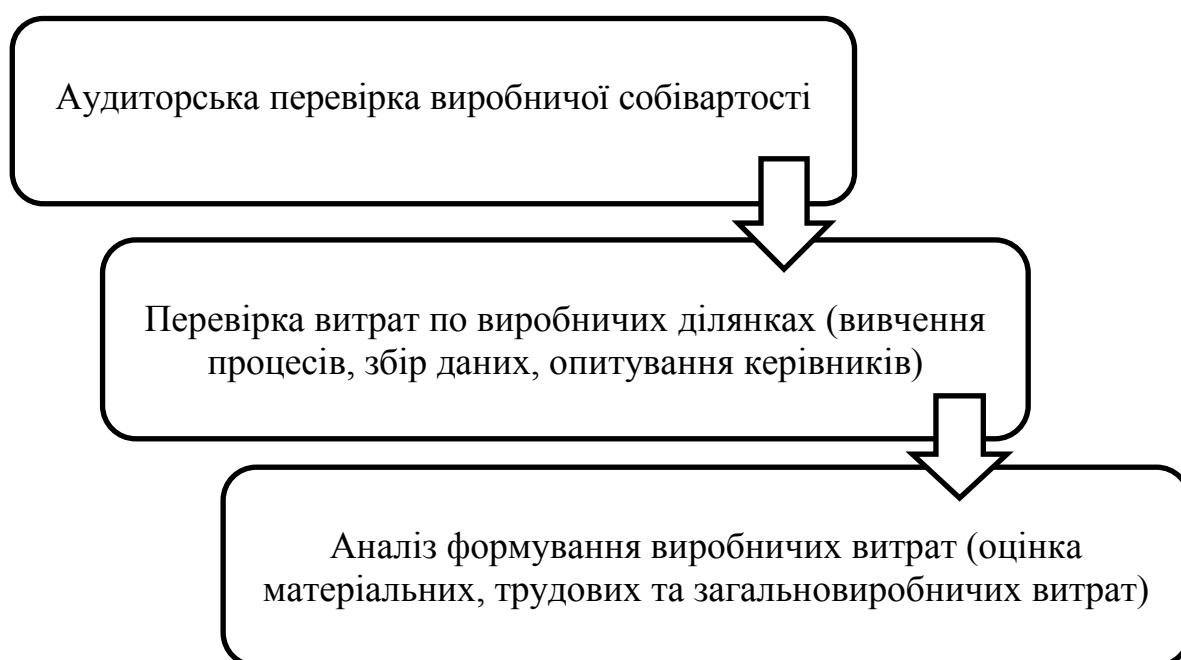 Аудиторська перевірка виробничої собівартості
Перевірка витрат по виробничих ділянках (вивчення
процесів, збір даних, опитування керівників)
Аналіз формування виробничих витрат (оцінка
матеріальних, трудових та загальновиробничих витрат)